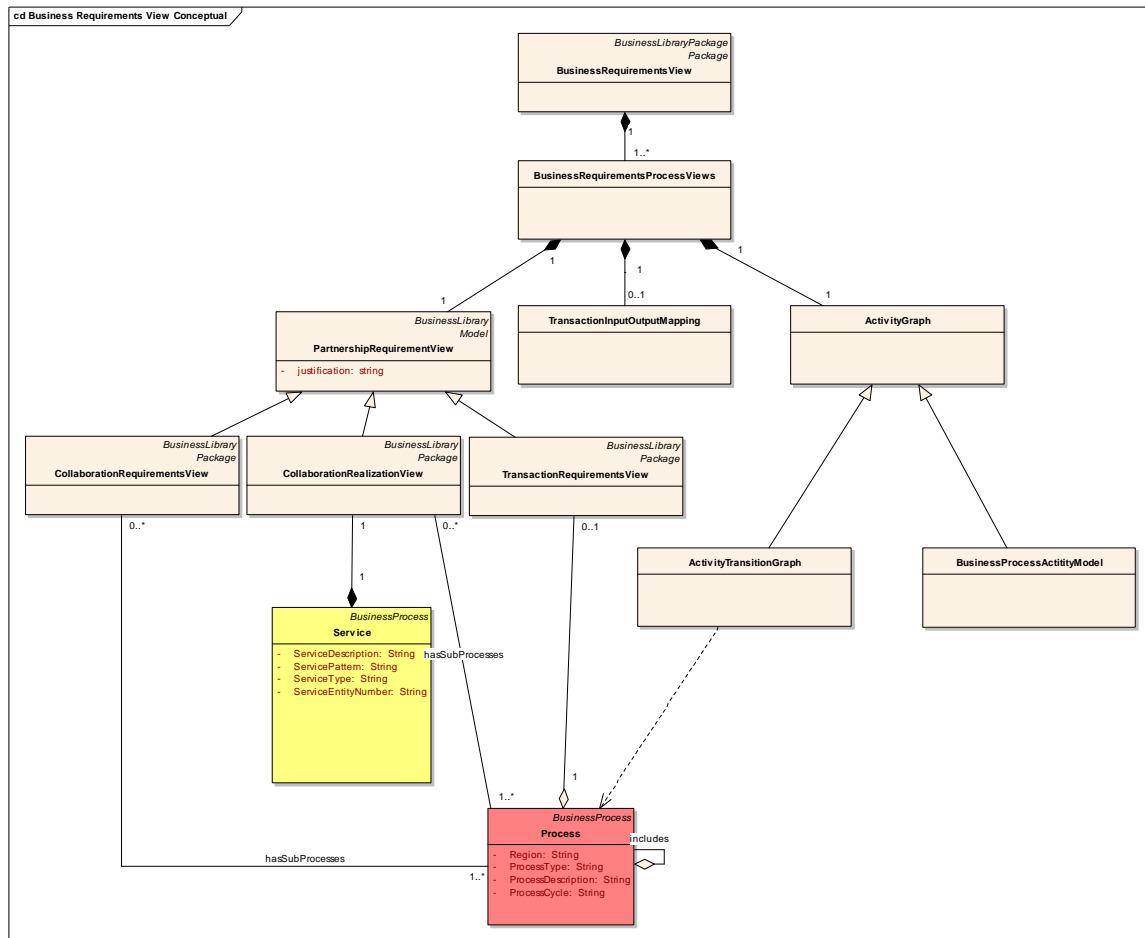 cd Business Requirements View Conceptual
BusinessLibraryPackage
Package
BusinessRequirementsView
1
1..*
BusinessRequirementsProcessViews
1
1
1
1
0..1
1
BusinessLibrary
Model
PartnershipRequirementView
- justification: string
TransactionInputOutputMapping
ActivityGraph
BusinessLibrary
Package
CollaborationRequirementsView
BusinessLibrary
Package
CollaborationRealizationView
BusinessLibrary
Package
TransactionRequirementsView
0..*
1
0..*
0..1
ActivityTransitionGraph
BusinessProcessActitityModel
1
BusinessProcess
Service
- ServiceDescription: String
- ServicePattern: String
- ServiceType: String
- ServiceEntityNumber: String
hasSubProcesses
1
1..*
BusinessProcess
Process
- Region: String
- ProcessType: String
- ProcessDescription: String
- ProcessCycle: String
includes
hasSubProcesses
1..*